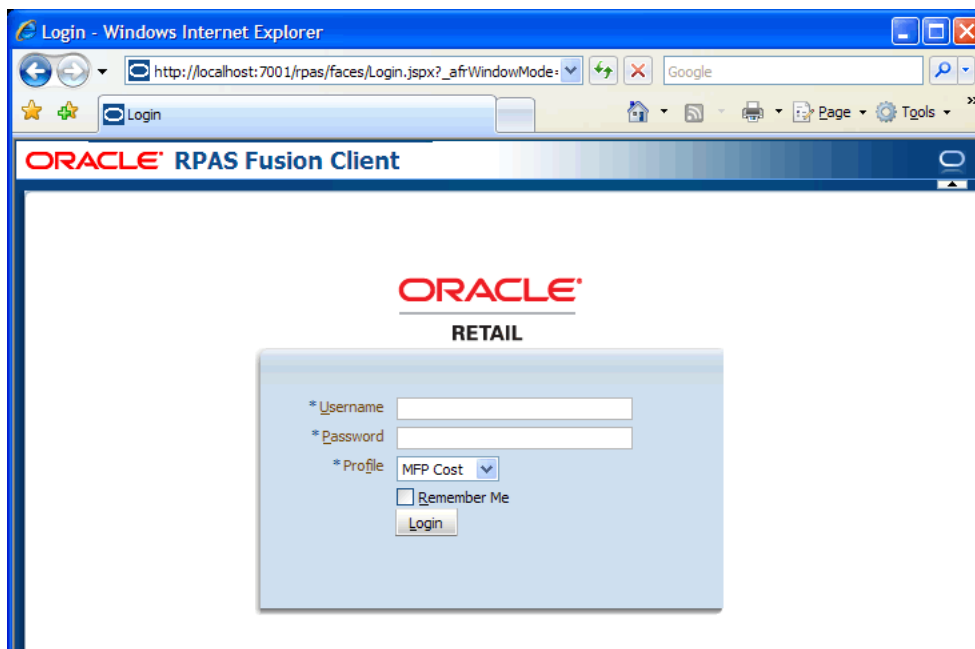 Login - Windows Internet Explorer
http://localhost:7001/rpas/faces/Login.jspx?_afrWindowMode=
Google
Login
Page
Tools
»
ORACLE RPAS Fusion Client
ORACLE
RETAIL
* Username
* Password
* Profile MFP Cost
Remember Me
Login